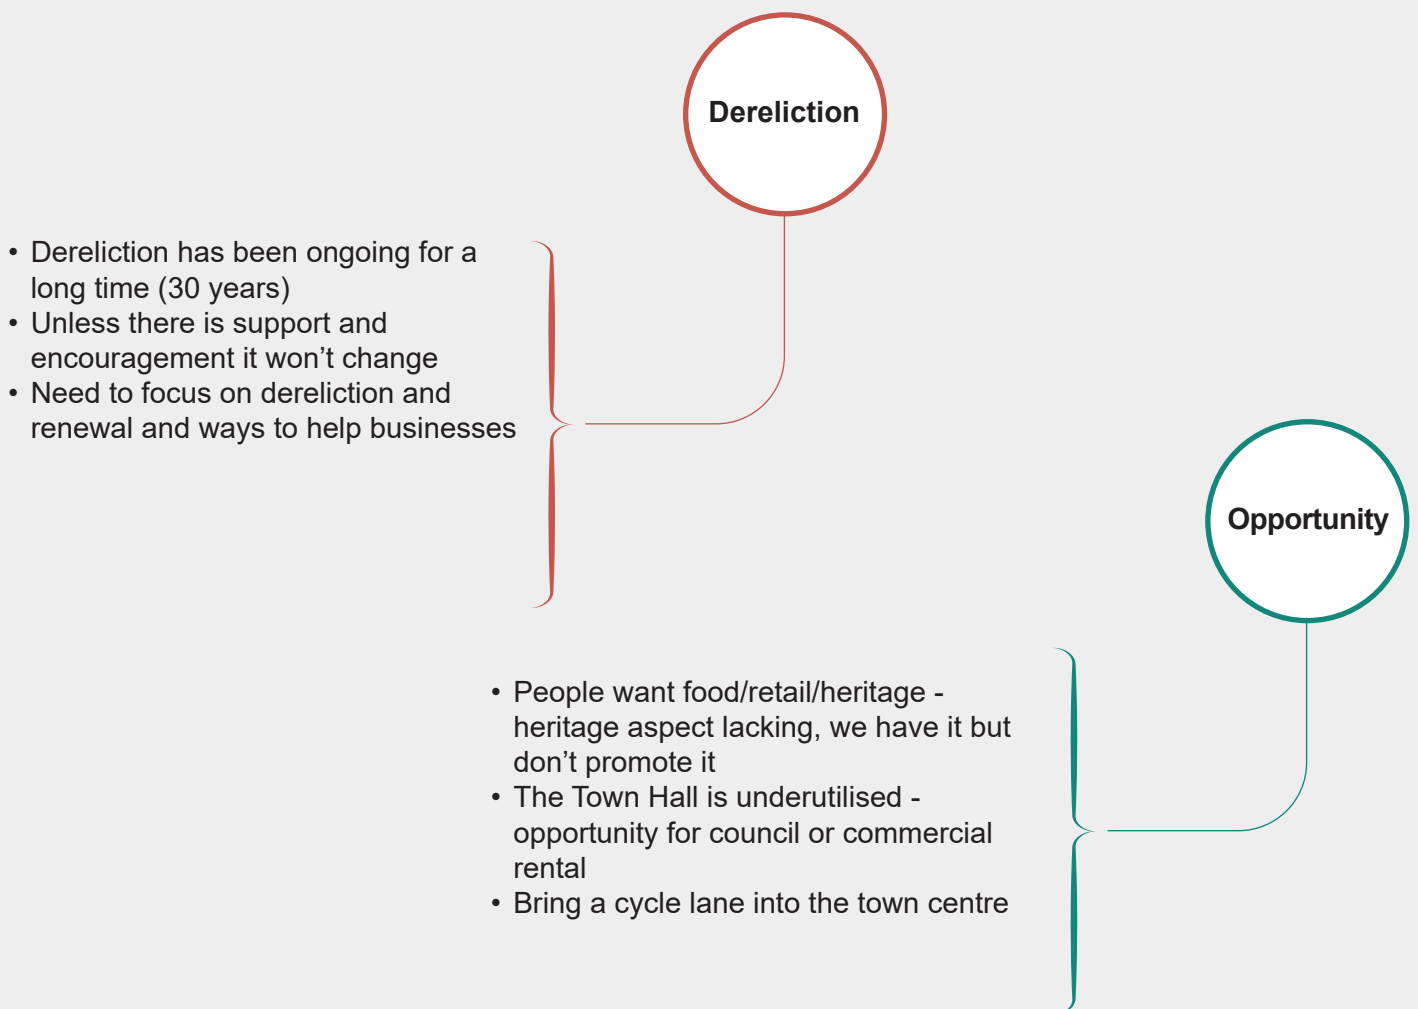 Dereliction
• Dereliction has been ongoing for a
long time (30 years)
• Unless there is support and
encouragement it won’t change
• Need to focus on dereliction and
renewal and ways to help businesses
Opportunity
• People want food/retail/heritage -
heritage aspect lacking, we have it but
don’t promote it
• The Town Hall is underutilised -
opportunity for council or commercial
rental
• Bring a cycle lane into the town centre